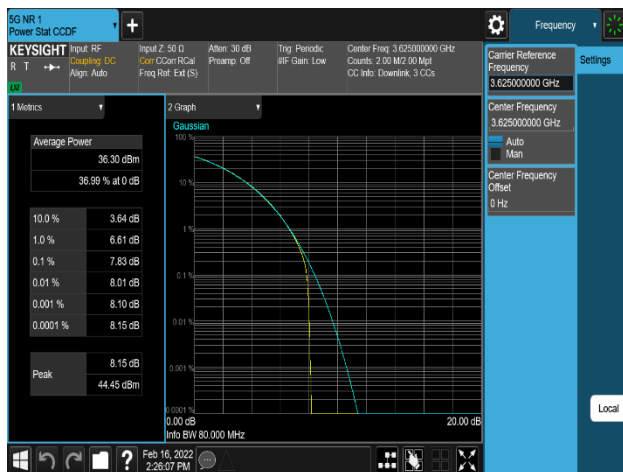 5G NR 1
Power Stat CCDF
Frequency
KEYSIGHT
R T
LXI
Input: RF
Coupling: DC
Align: Auto
Input Z: 50 Ω
Corr CCorr RCal
Freq Ref: Ext (S)
Atten: 30 dB
Preamp: Off
Trig: Periodic
#IF Gain: Low
Center Freq: 3.625000000 GHz
Counts: 2.00 M/2.00 Mpt
CC Info: Downlink, 3 CCs
Carrier Reference
Frequency
3.625000000 GHz
Center Frequency
3.625000000 GHz
Auto
Man
Center Frequency
Offset
0 Hz
Settings
Local
1 Metrics
Average Power
36.30 dBm
36.99 % at 0 dB
10.0 % 3.64 dB
1.0 % 6.61 dB
0.1 % 7.83 dB
0.01 % 8.01 dB
0.001 % 8.10 dB
0.0001 % 8.15 dB
Peak
8.15 dB
44.45 dBm
2 Graph
Gaussian
100 %
10 %
1 %
0.1 %
0.01 %
0.001 %
0.0001 %
0.00 dB 20.00 dB
Info BW 80.000 MHz
?
Feb 16, 2022
2:26:07 PM